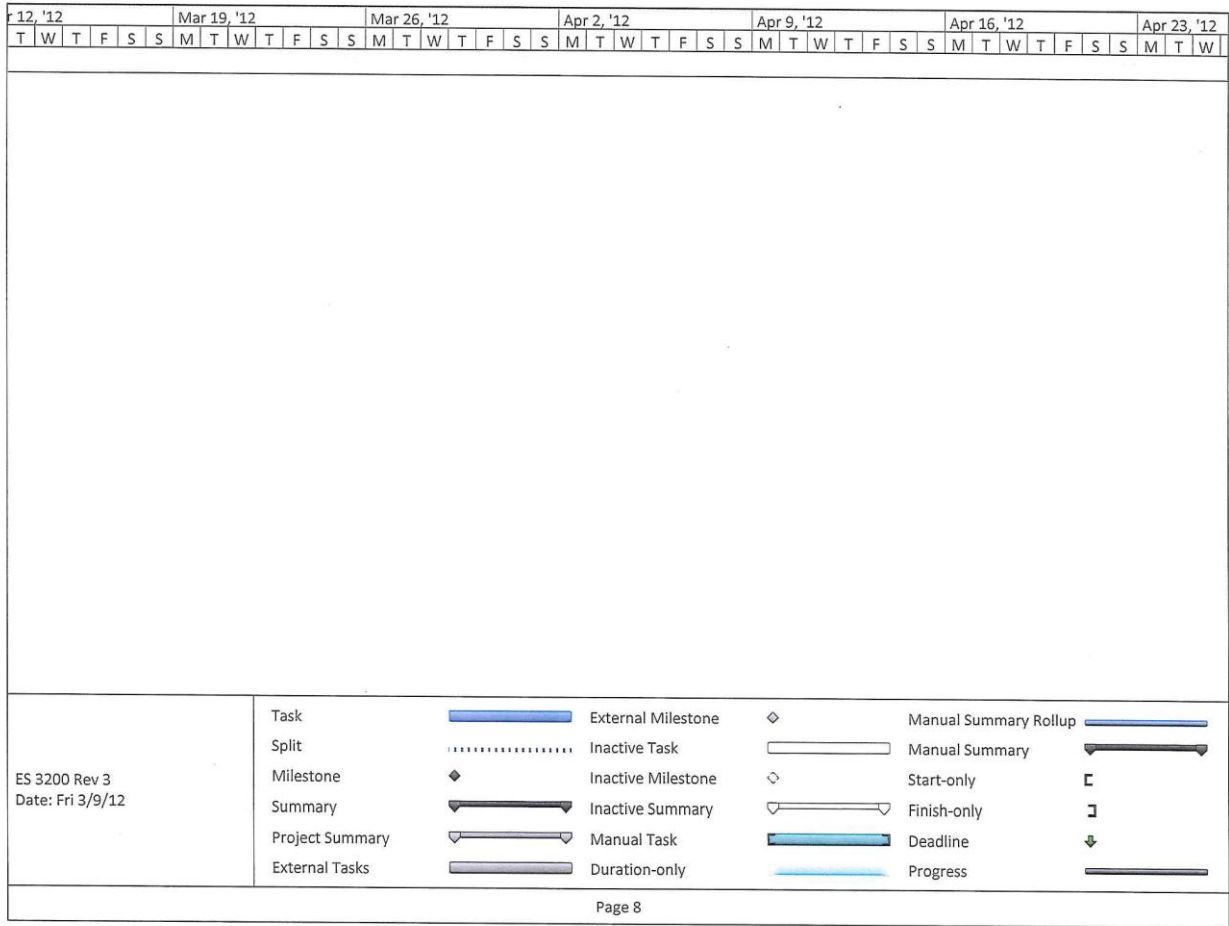 r 12, '12 Mar 19, '12 Mar 26, '12 Apr 2, '12 Apr 9, '12 Apr 16, '12 Apr 23, '12
T W T F S S M T W T F S S M T W T F S S M T W T F S S M T W T F S S M T W T F S S M T W
ES 3200 Rev 3
Date: Fri 3/9/12
Task
Split
Milestone
Summary
Project Summary
External Tasks
External Milestone
Inactive Task
Inactive Milestone
Inactive Summary
Manual Task
Duration-only
Manual Summary Rollup
Manual Summary
Start-only
Finish-only
Deadline
Progress
Page 8